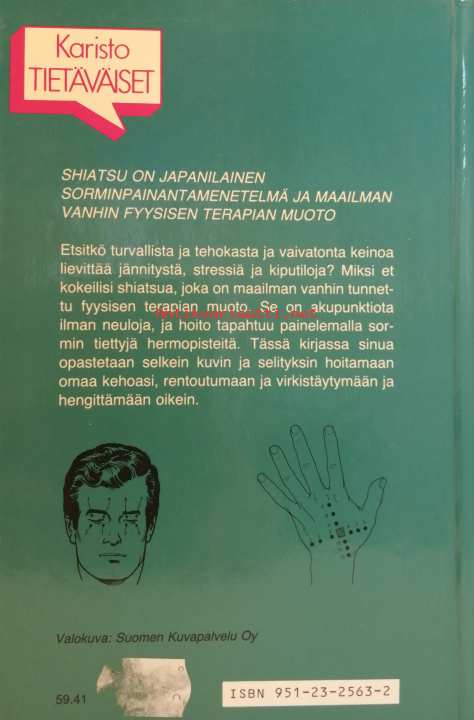 Karisto
TIETÄVÄISET
SHIATSU ON JAPANILAINEN
SORMINPAINANTAMENETELMÄ JA MAAILMAN
VANHIN FYYSISEN TERAPIAN MUOTO
Etsitkö turvallista ja tehokasta ja vaivatonta keinoa
lievittää jännitystä, stressiä ja kiputiloja? Miksi et
kokeilisi shiatsua, joka on maailman vanhin tunnet-
tu fyysisen terapian muoto. Se on akupunktiota
ilman neuloja, ja hoito tapahtuu painelemalla sor-
min tiettyjä hermopisteitä. Tässä kirjassa sinua
opastetaan selkein kuvin ja selityksin hoitamaan
omaa kehoasi, rentoutumaan ja virkistäytymään ja
hengittämään oikein.
Valokuva: Suomen Kuvapalvelu Oy
59.41
ISBN 951-23-2563-2